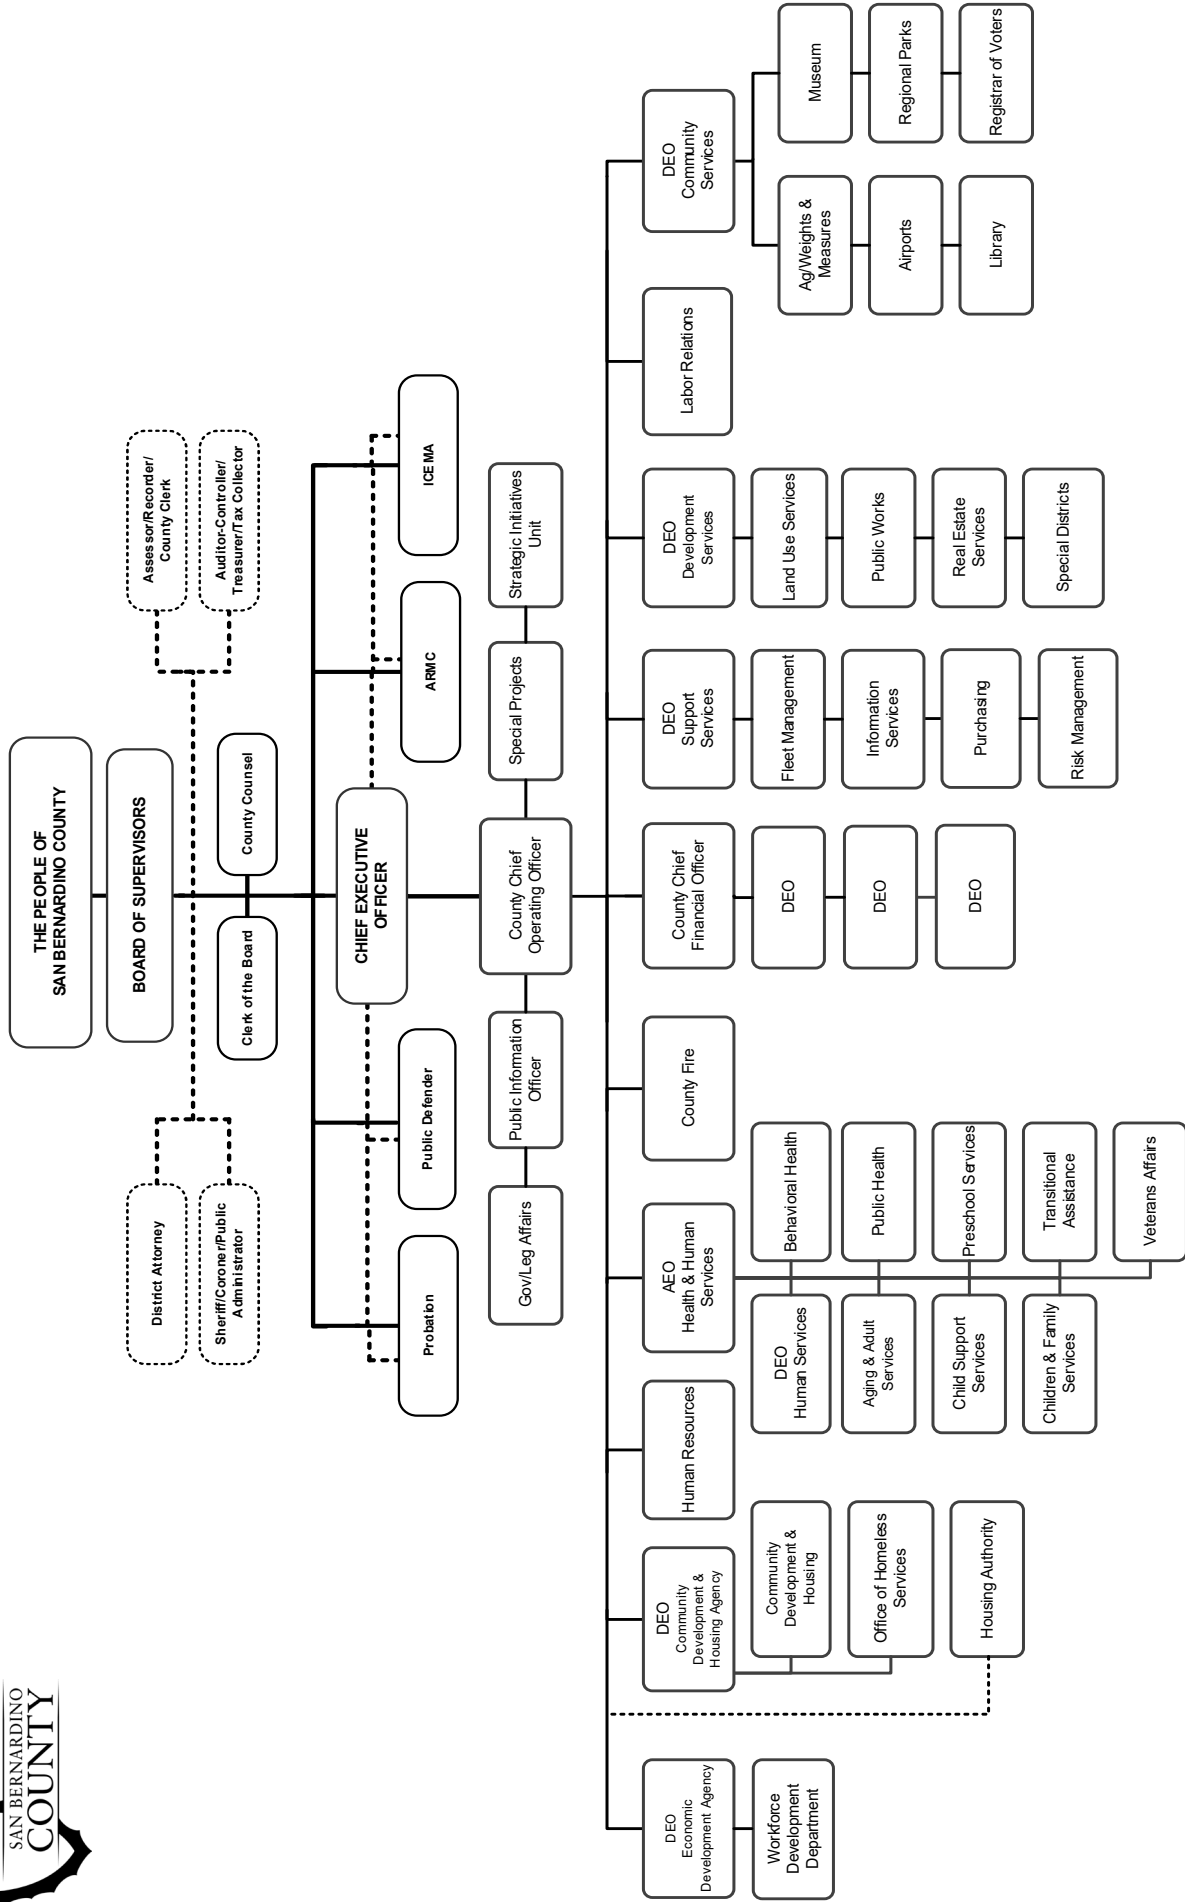 SAN BERNARDINO
COUNTY
THE PEOPLE OF
SAN BERNARDINO COUNTY
BOARD OF SUPERVISORS
District Attorney
Sheriff/Coroner/Public
Administrator
Assessor/Recorder/
County Clerk
Auditor-Controller/
Treasurer/Tax Collector
Clerk of the Board
County Counsel
CHIEF EXECUTIVE
OFFICER
Probation
Public Defender
ARMC
ICEMA
Gov/Leg Affairs
Public Information
Officer
County Chief
Operating Officer
Special Projects
Strategic Initiatives
Unit
DEO
Economic
Development Agency
Workforce
Development
Department
DEO
Community
Development &
Housing Agency
Community
Development &
Housing
Office of Homeless
Services
Housing Authority
Human Resources
AEO
Health & Human
Services
DEO
Human Services
Behavioral Health
Aging & Adult
Services
Public Health
Child Support
Services
Preschool Services
Children & Family
Services
Transitional
Assistance
Veterans Affairs
County Fire
County Chief
Financial Officer
DEO
DEO
DEO
DEO
Support
Services
Fleet Management
Information
Services
Purchasing
Risk Management
DEO
Development
Services
Land Use Services
Public Works
Real Estate
Services
Special Districts
Labor Relations
DEO
Community
Services
Ag/Weights &
Measures
Museum
Airports
Regional Parks
Library
Registrar of Voters